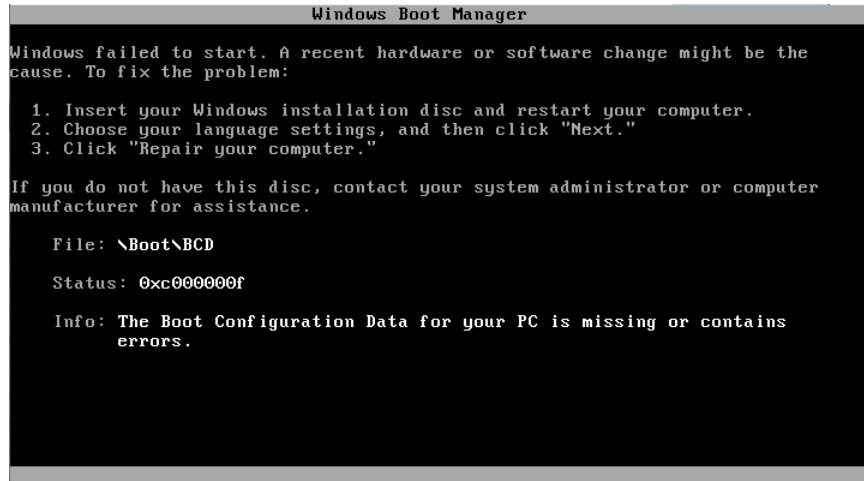 Windows Boot Manager
Windows failed to start. A recent hardware or software change might be the
cause. To fix the problem:
1. Insert your Windows installation disc and restart your computer.
2. Choose your language settings, and then click "Next."
3. Click "Repair your computer."
If you do not have this disc, contact your system administrator or computer
manufacturer for assistance.
File: \Boot\BCD
Status: 0xc000000f
Info: The Boot Configuration Data for your PC is missing or contains
errors.